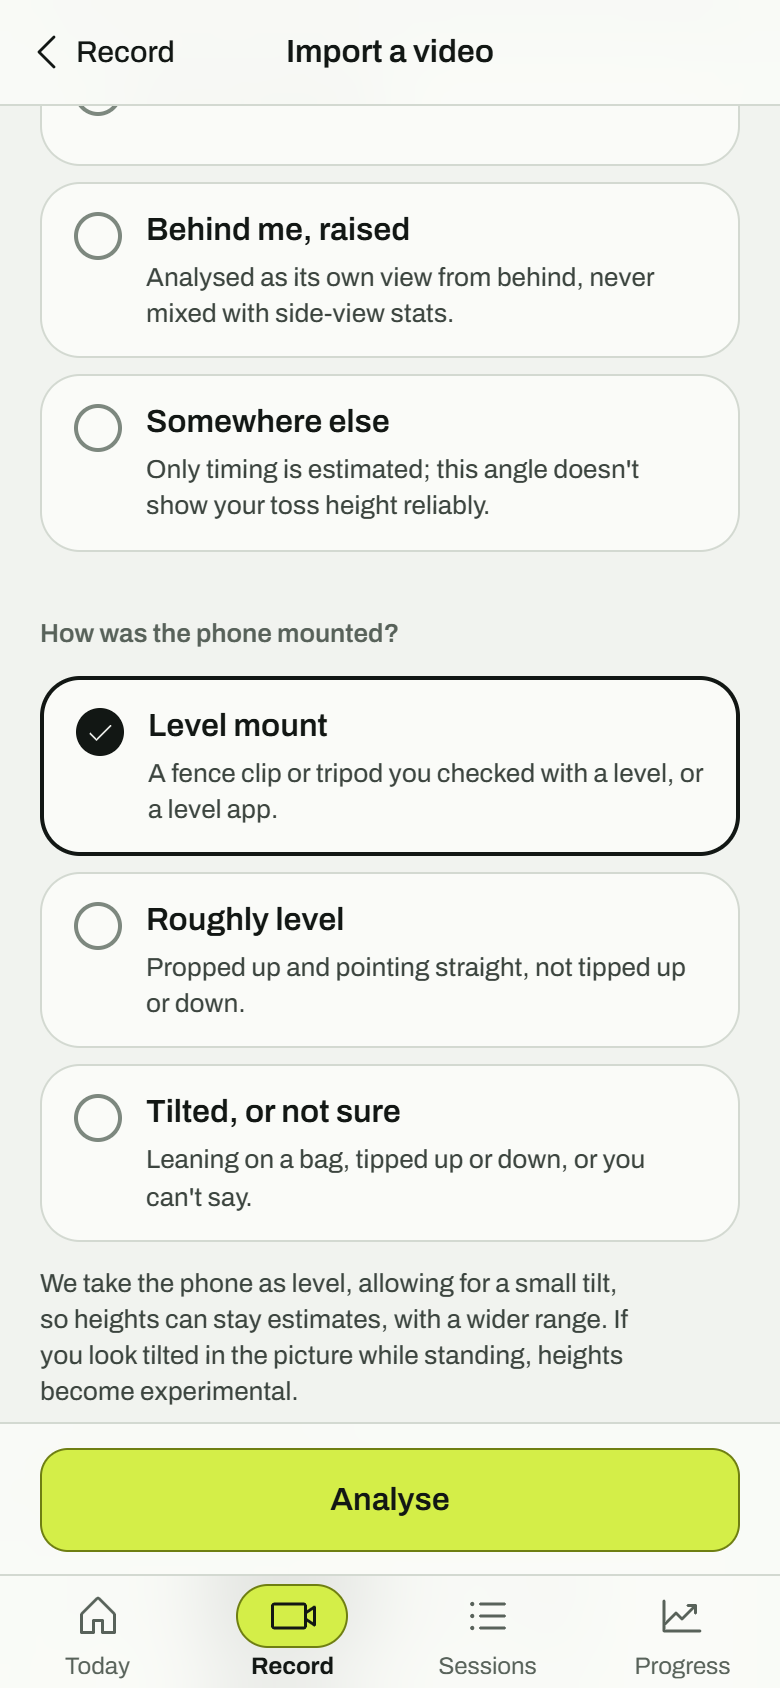 Record
Import a video
Behind me, raised
Analysed as its own view from behind, never
mixed with side-view stats.
Somewhere else
Only timing is estimated; this angle doesn't
show your toss height reliably.
How was the phone mounted?
Level mount
A fence clip or tripod you checked with a level, or
a level app.
Roughly level
Propped up and pointing straight, not tipped up
or down.
Tilted, or not sure
Leaning on a bag, tipped up or down, or you
can't say.
We take the phone as level, allowing for a small tilt,
so heights can stay estimates, with a wider range. If
you look tilted in the picture while standing, heights
become experimental.
Analyse
Today
Record
Sessions
Progress